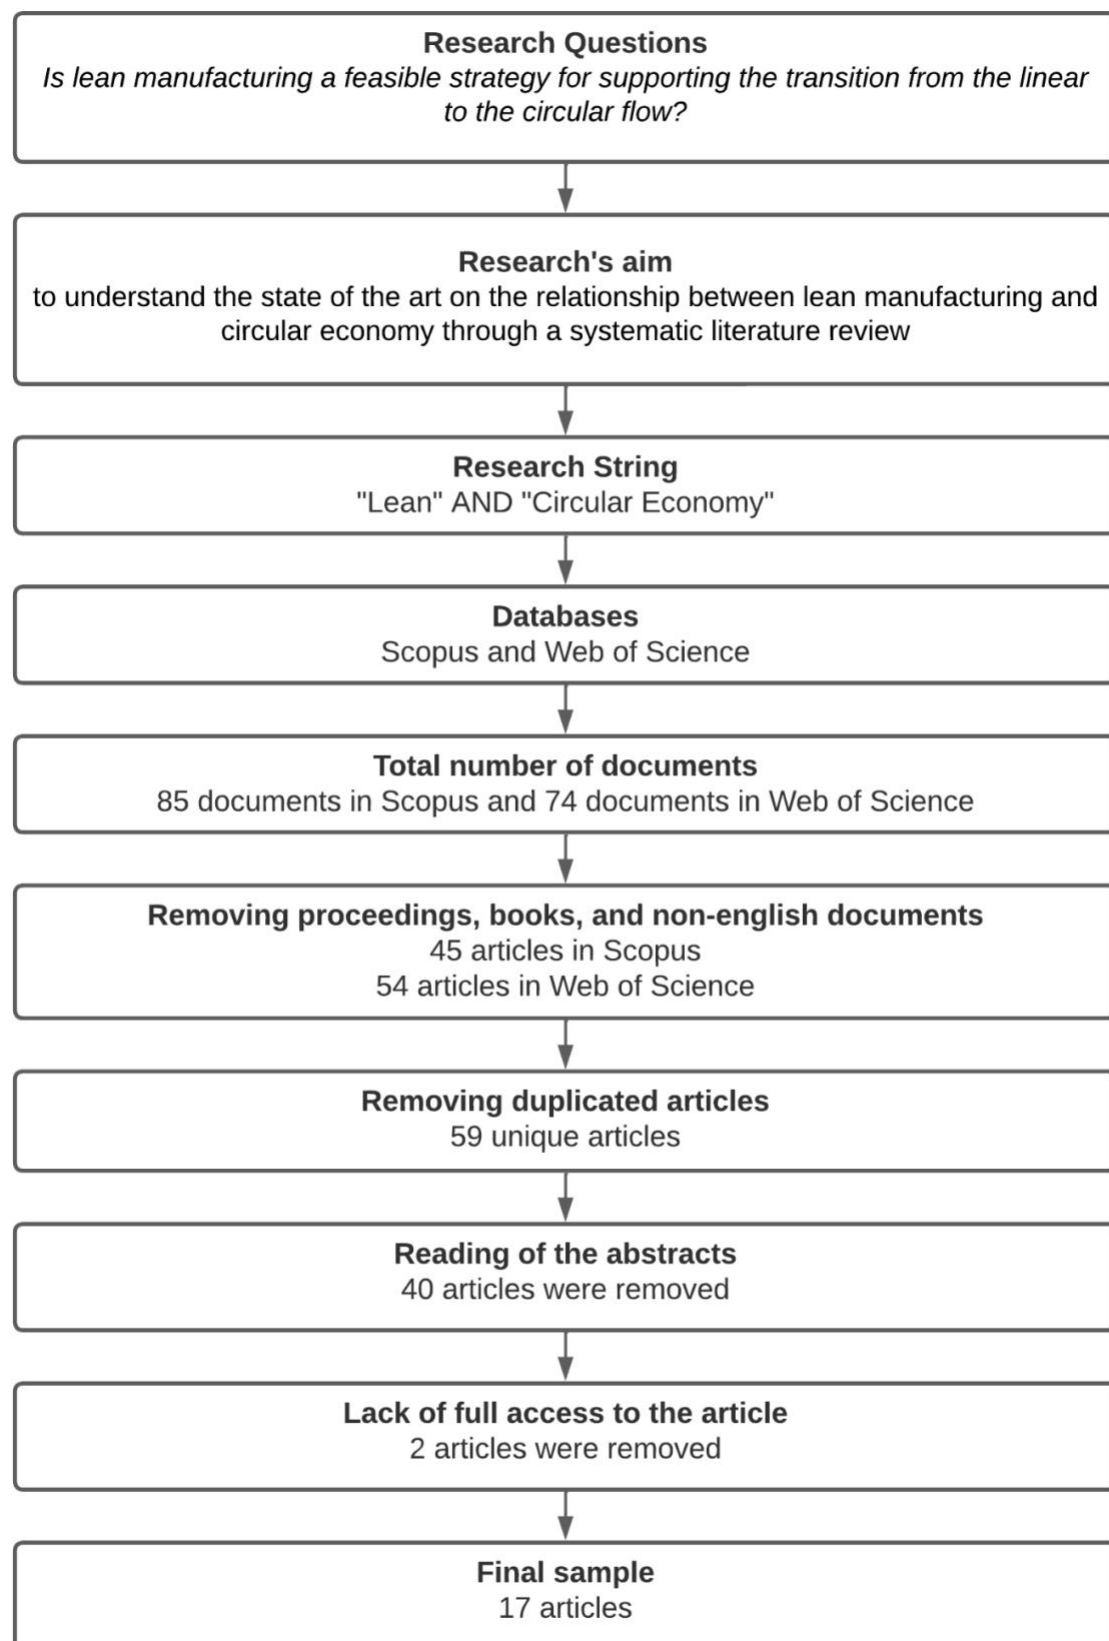 Research Questions
Is lean manufacturing a feasible strategy for supporting the transition from the linear
to the circular flow?
Research's aim
to understand the state of the art on the relationship between lean manufacturing and
circular economy through a systematic literature review
Research String
"Lean" AND "Circular Economy"
Databases
Scopus and Web of Science
Total number of documents
85 documents in Scopus and 74 documents in Web of Science
Removing proceedings, books, and non-english documents
45 articles in Scopus
54 articles in Web of Science
Removing duplicated articles
59 unique articles
Reading of the abstracts
40 articles were removed
Lack of full access to the article
2 articles were removed
Final sample
17 articles